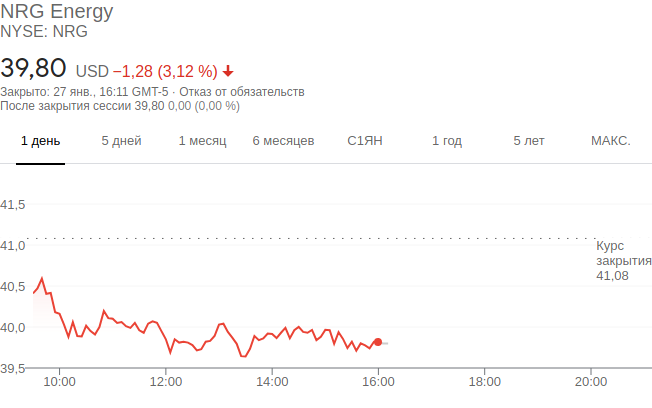 NRG Energy
NYSE: NRG
39,80 USD −1,28 (3,12 %)
Закрыто: 27 янв., 16:11 GMT-5 · Отказ от обязательств
После закрытия сессии 39,80 0,00 (0,00 %)
1 день 5 дней 1 месяц 6 месяцев С1ЯН 1 год 5 лет МАКС.
41,5
41,0
40,5
40,0
39,5
Курс
закрытия
41,08
10:00 12:00 14:00 16:00 18:00 20:00